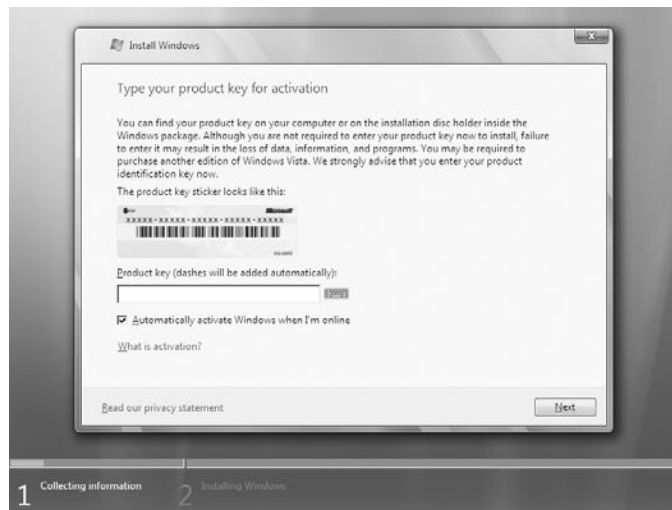 Install Windows
Type your product key for activation
You can find your product key on your computer or on the installation disc holder inside the
Windows package. Although you are not required to enter your product key now to install, failure
to enter it may result in the loss of data, information, and programs. You may be required to
purchase another edition of Windows Vista. We strongly advise that you enter your product
identification key now.
The product key sticker looks like this:
Microsoft
XXXXX-XXXXX-XXXXX-XXXXX-XXXXX
Product key (dashes will be added automatically):
Automatically activate Windows when I'm online
What is activation?
Read our privacy statement
Next
1 Collecting information
2 Installing Windows